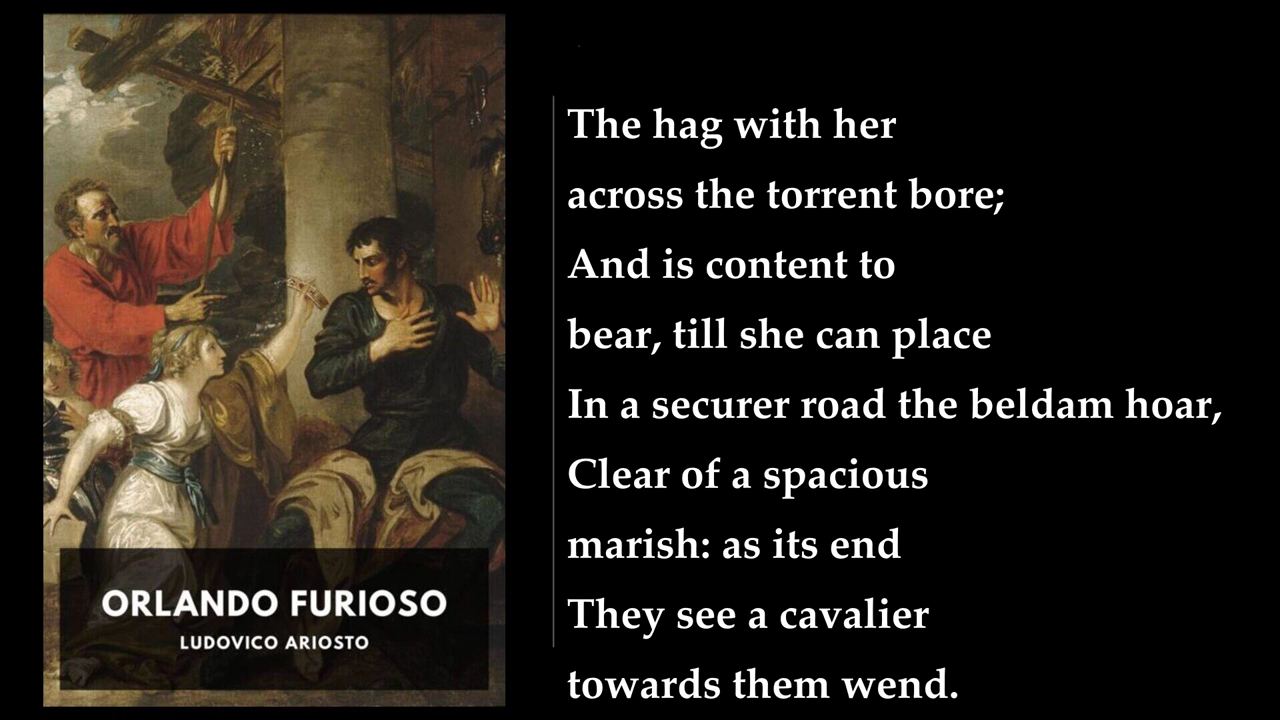 ORLANDO FURIOSO
LUDOVICO ARIOSTO
The hag with her
across the torrent bore;
And is content to
bear, till she can place
In a securer road the beldam hoar,
Clear of a spacious
marish: as its end
They see a cavalier
towards them wend.